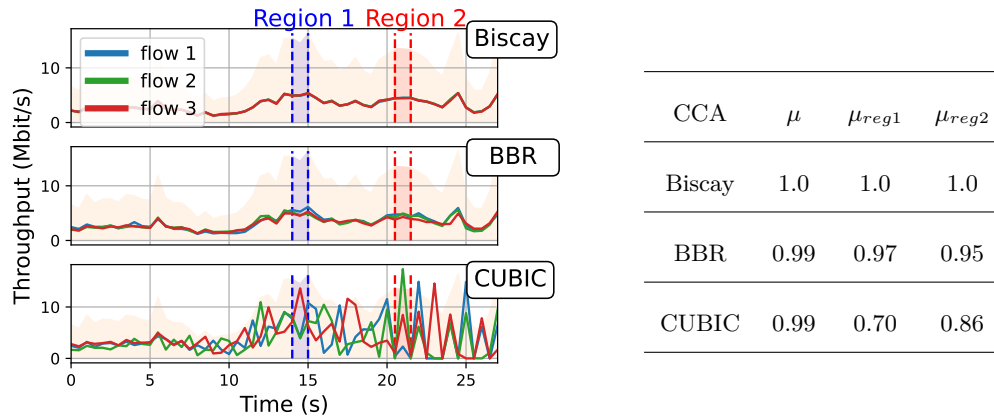 Region 1 Region 2
Biscay
flow 1
flow 2
flow 3
10
0
BBR
10
0
CUBIC
10
0
0 5 10 15 20 25
Time (s)
Throughput (Mbit/s)
CCA μ μreg1 μreg2
Biscay 1.0 1.0 1.0
BBR 0.99 0.97 0.95
CUBIC 0.99 0.70 0.86